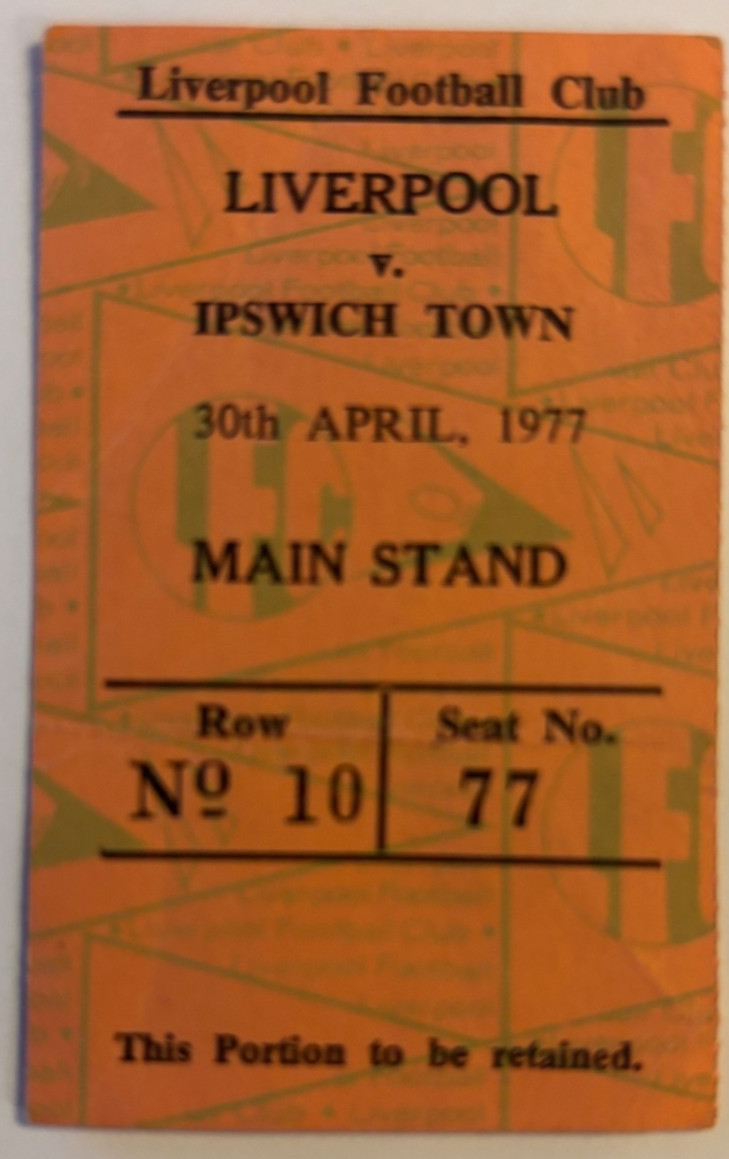 Liverpool Football Club
LIVERPOOL
v.
IPSWICH TOWN
30th APRIL, 1977
MAIN STAND
Row
Seat No.
Nº 10
77
This Portion to be retained.
LFC